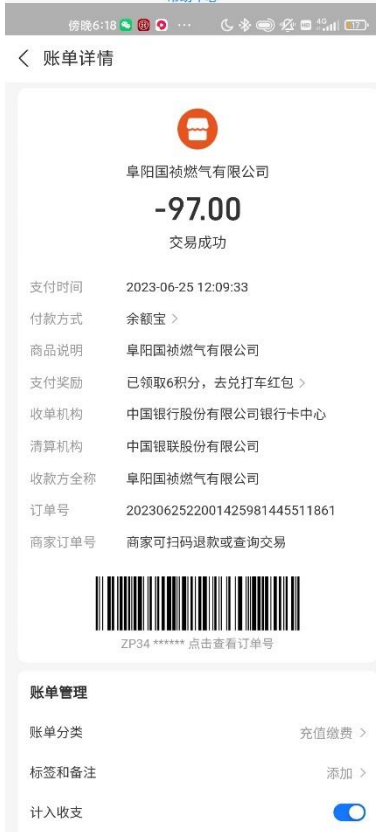 傍晚6:18
4G
17
账单详情
阜阳国祯燃气有限公司
-97.00
交易成功
支付时间 2023-06-25 12:09:33
付款方式 余额宝 >
商品说明 阜阳国祯燃气有限公司
支付奖励 已领取6积分，去兑打车红包 >
收单机构 中国银行股份有限公司银行卡中心
清算机构 中国银联股份有限公司
收款方全称 阜阳国祯燃气有限公司
订单号 2023062522001425981445511861
商家订单号 商家可扫码退款或查询交易
ZP34 ****** 点击查看订单号
账单管理
账单分类 充值缴费 >
标签和备注 添加 >
计入收支